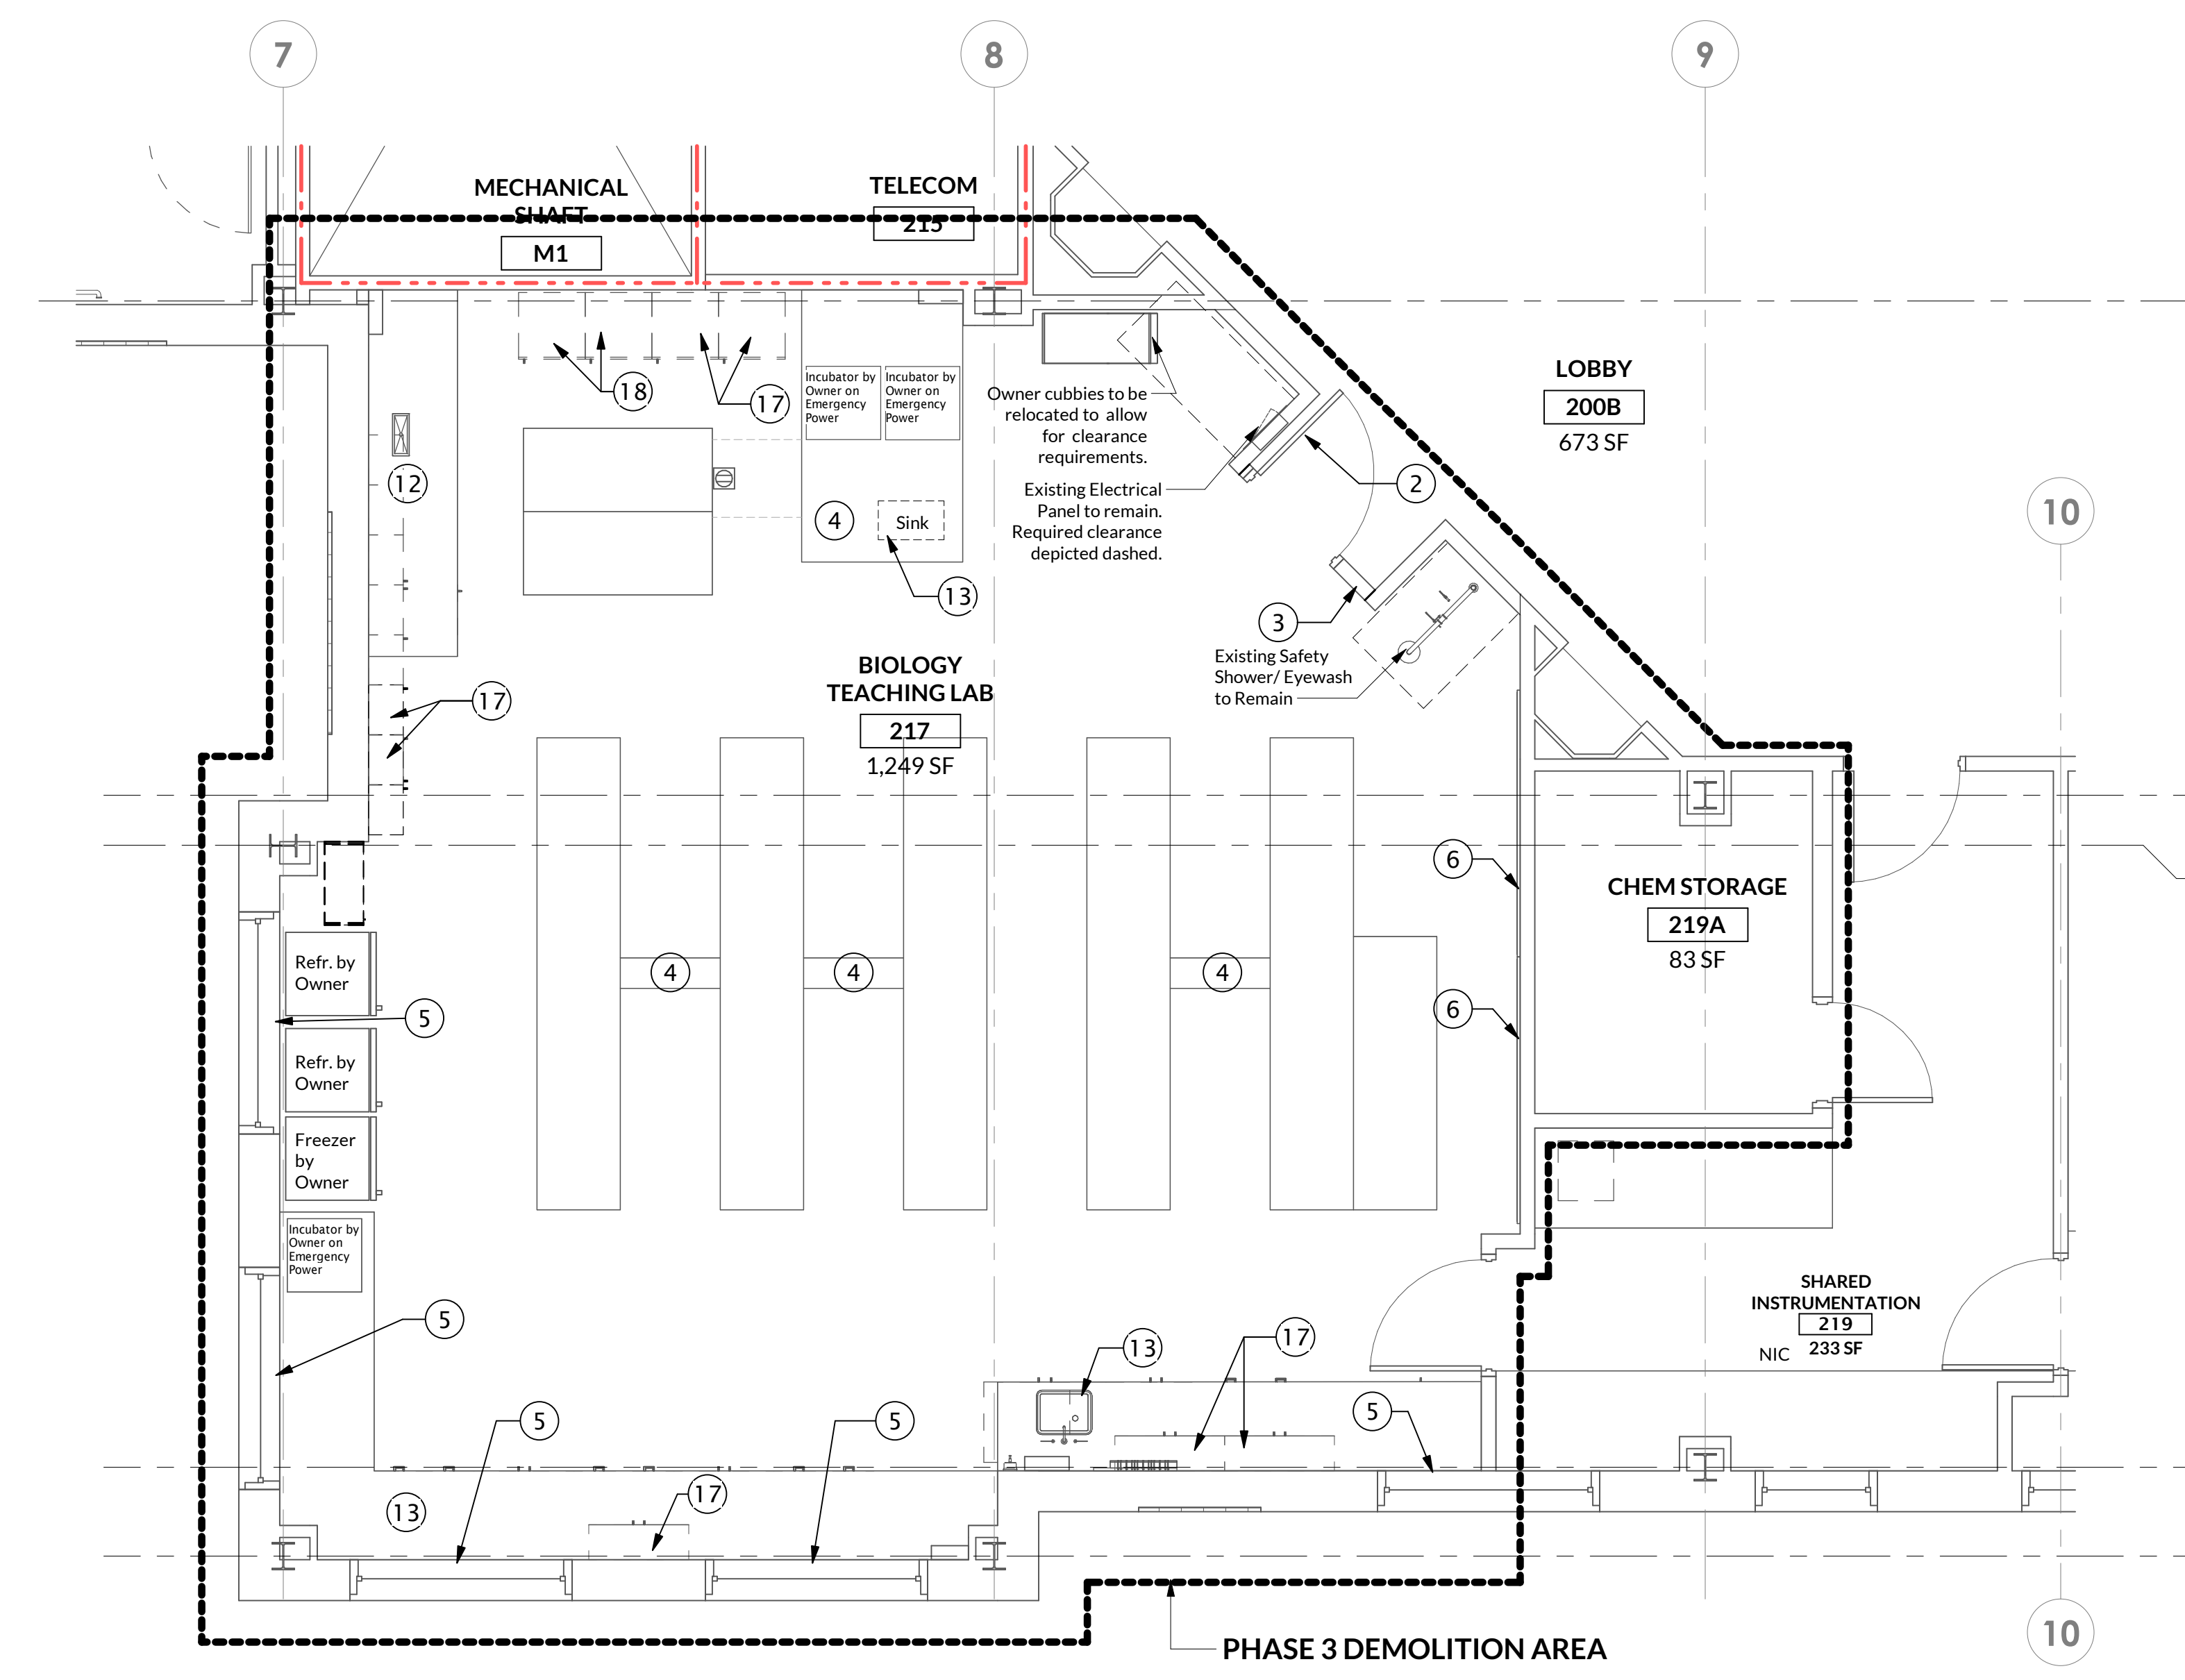 7
8
9
MECHANICAL
SHAFT
M1
TELECOM
215
LOBBY
200B
673 SF
10
18
17
Incubator by
Owner on
Emergency
Power
Incubator by
Owner on
Emergency
Power
Owner cubbies to be
relocated to allow
for clearance
requirements.
Existing Electrical
Panel to remain.
Required clearance
depicted dashed.
2
12
4
Sink
13
3
Existing Safety
Shower/ Eyewash
to Remain
BIOLOGY
TEACHING LAB
217
1,249 SF
17
6
CHEM STORAGE
219A
83 SF
Refr. by
Owner
5
4
4
4
6
Refr. by
Owner
Freezer
by
Owner
Incubator by
Owner on
Emergency
Power
5
SHARED
INSTRUMENTATION
219
NIC 233 SF
13
17
5
5
5
17
13
PHASE 3 DEMOLITION AREA
10